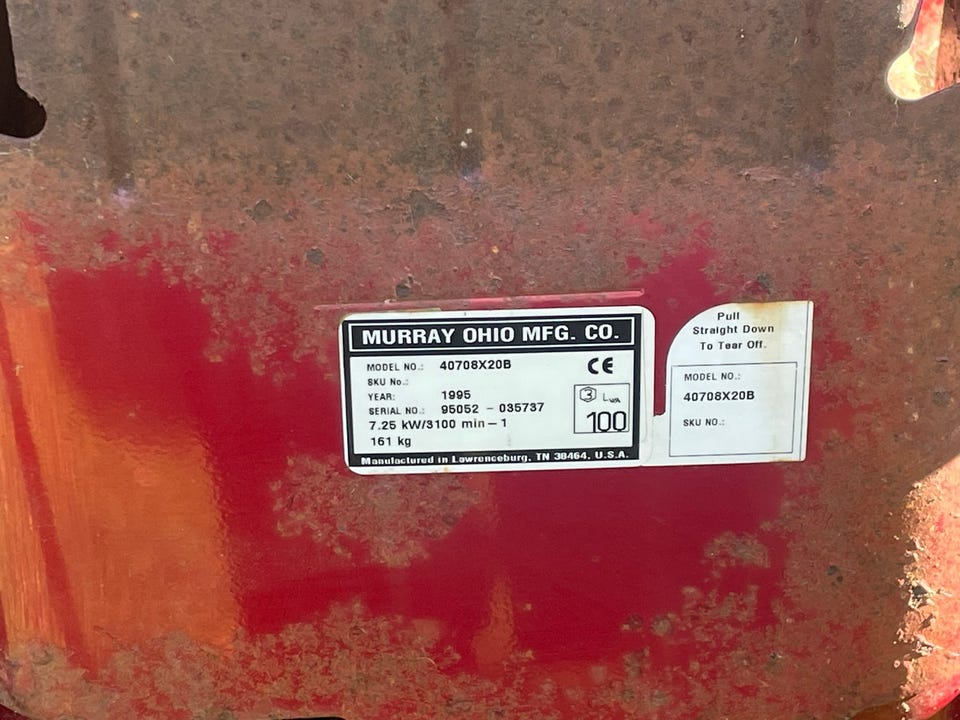 MURRAY OHIO MFG. CO.
MODEL NO.: 40708X20B
SKU No.:
YEAR: 1995
SERIAL NO.: 95052 - 035737
7.25 kW/3100 min-1
161 kg
CE
LWA
100
Manufactured in Lawrenceburg, TN 38464, U.S.A.
Pull
Straight Down
To Tear Off.
MODEL NO.:
40708X20B
SKU NO.: